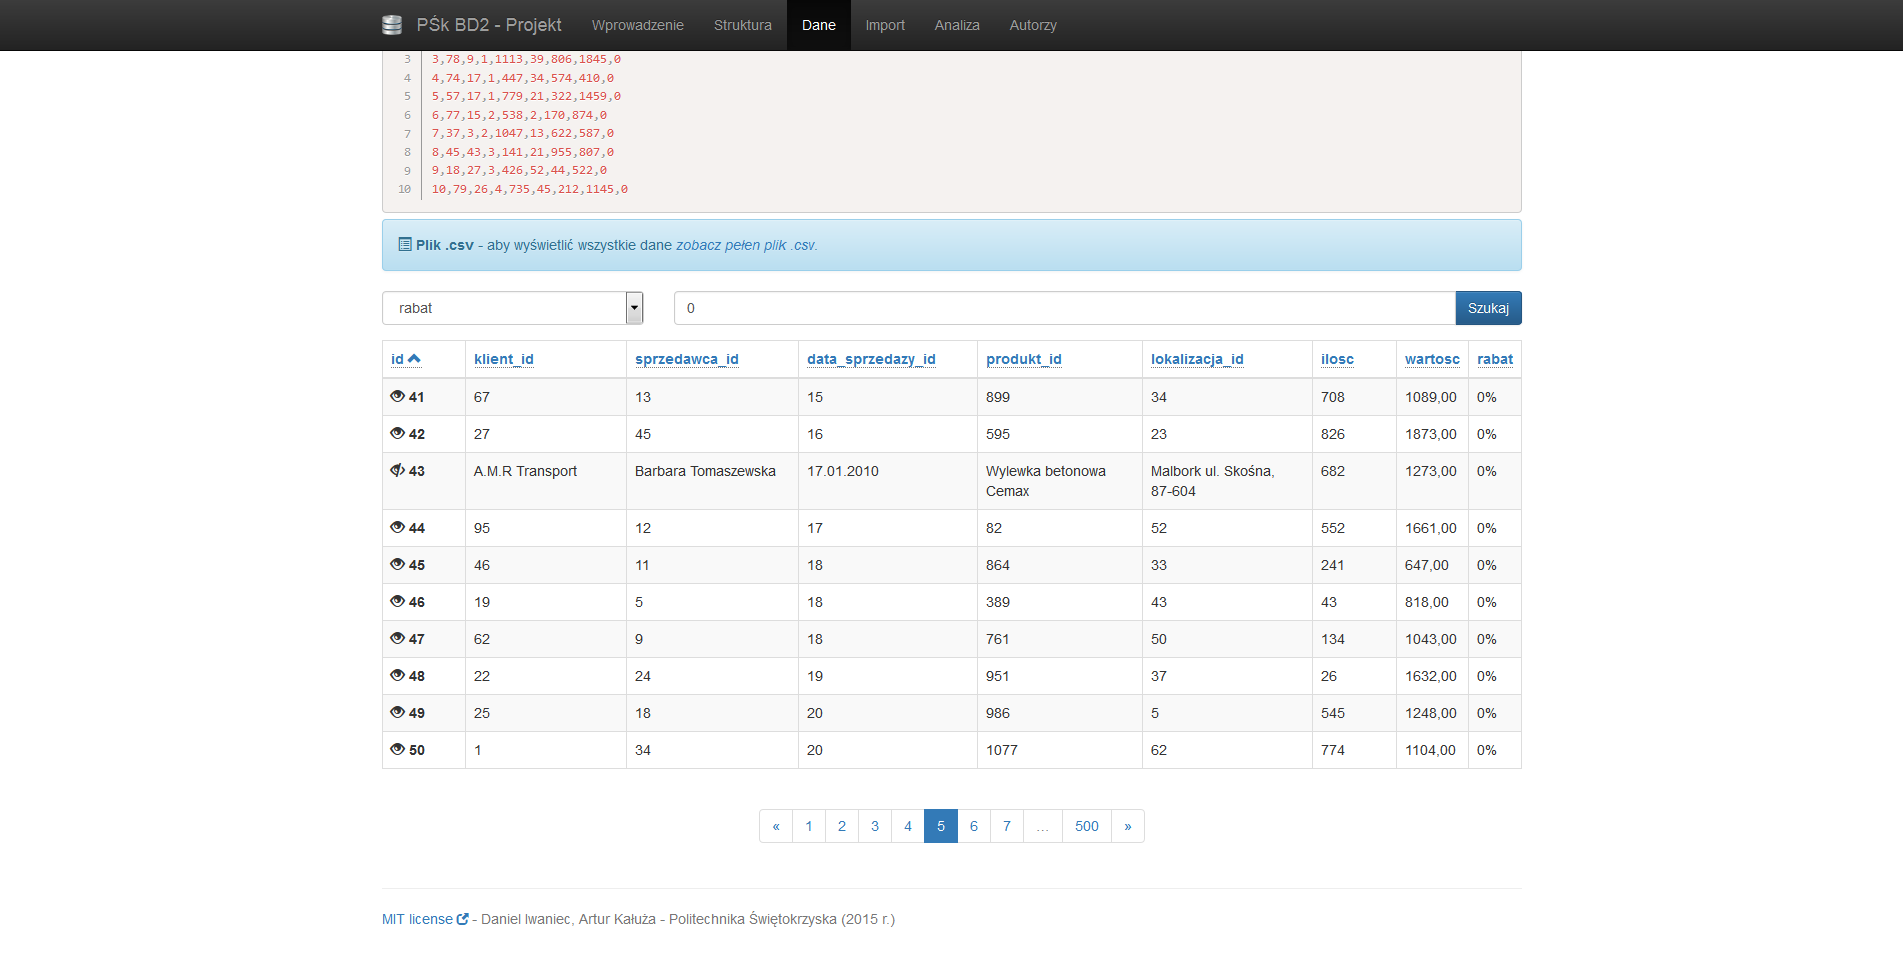 PŚk BD2 - Projekt Wprowadzenie Struktura Dane Import Analiza Autorzy
3 3,78,9,1,1113,39,806,1845,0
4 4,74,17,1,447,34,574,410,0
5 5,57,17,1,779,21,322,1459,0
6 6,77,15,2,538,2,170,874,0
7 7,37,3,2,1047,13,622,587,0
8 8,45,43,3,141,21,955,807,0
9 9,18,27,3,426,52,44,522,0
10 10,79,26,4,735,45,212,1145,0
Plik .csv - aby wyświetlić wszystkie dane zobacz pełen plik .csv.
rabat 0 Szukaj
id klient_id sprzedawca_id data_sprzedazy_id produkt_id lokalizacja_id ilosc wartosc rabat
41 67 13 15 899 34 708 1089,00 0%
42 27 45 16 595 23 826 1873,00 0%
43 A.M.R Transport Barbara Tomaszewska 17.01.2010 Wylewka betonowa Malbork ul. Skośna, 682 1273,00 0%
Cemax 87-604
44 95 12 17 82 52 552 1661,00 0%
45 46 11 18 864 33 241 647,00 0%
46 19 5 18 389 43 43 818,00 0%
47 62 9 18 761 50 134 1043,00 0%
48 22 24 19 951 37 26 1632,00 0%
49 25 18 20 986 5 545 1248,00 0%
50 1 34 20 1077 62 774 1104,00 0%
« 1 2 3 4 5 6 7 … 500 »
MIT license - Daniel Iwaniec, Artur Kałuża - Politechnika Świętokrzyska (2015 r.)